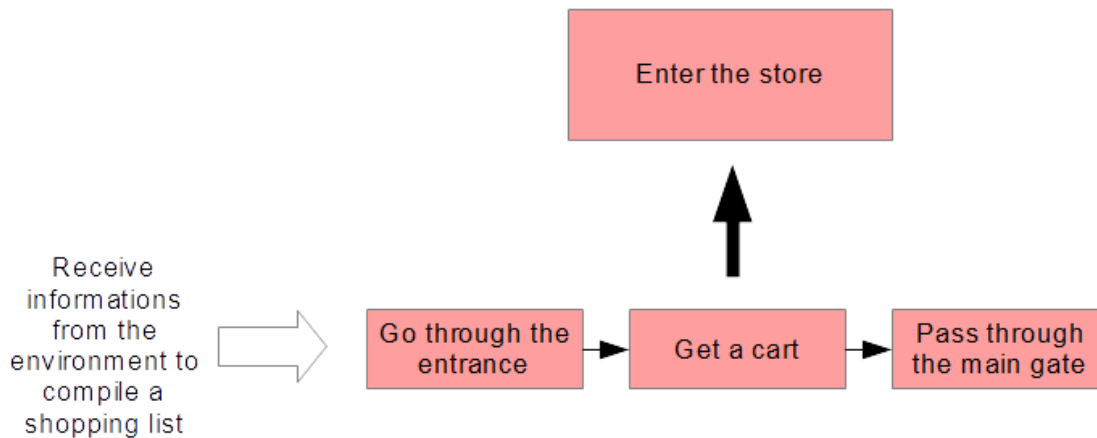 Enter the store
Receive
informations
from the
environment to
compile a
shopping list
Go through the
entrance
Get a cart
Pass through
the main gate